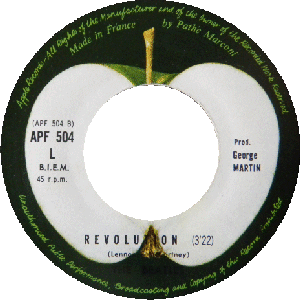 Apple Records-All Rights of the Manufacturer and of the Owner of the Recorded Work Reserved
Made in France by Pathé Marconi
(APF 504 B)
APF 504
L
B.I.E.M.
45 r.p.m.
Prod.
George
MARTIN
REVOLUTION (3'22)
(Lennon McCartney)
THE BEATLES
Unauthorised Public Performance, Broadcasting and Copying of this Record Prohibited